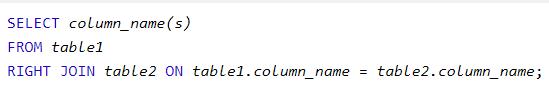 SELECT column_name(s)
FROM table1
RIGHT JOIN table2 ON table1.column_name = table2.column_name;